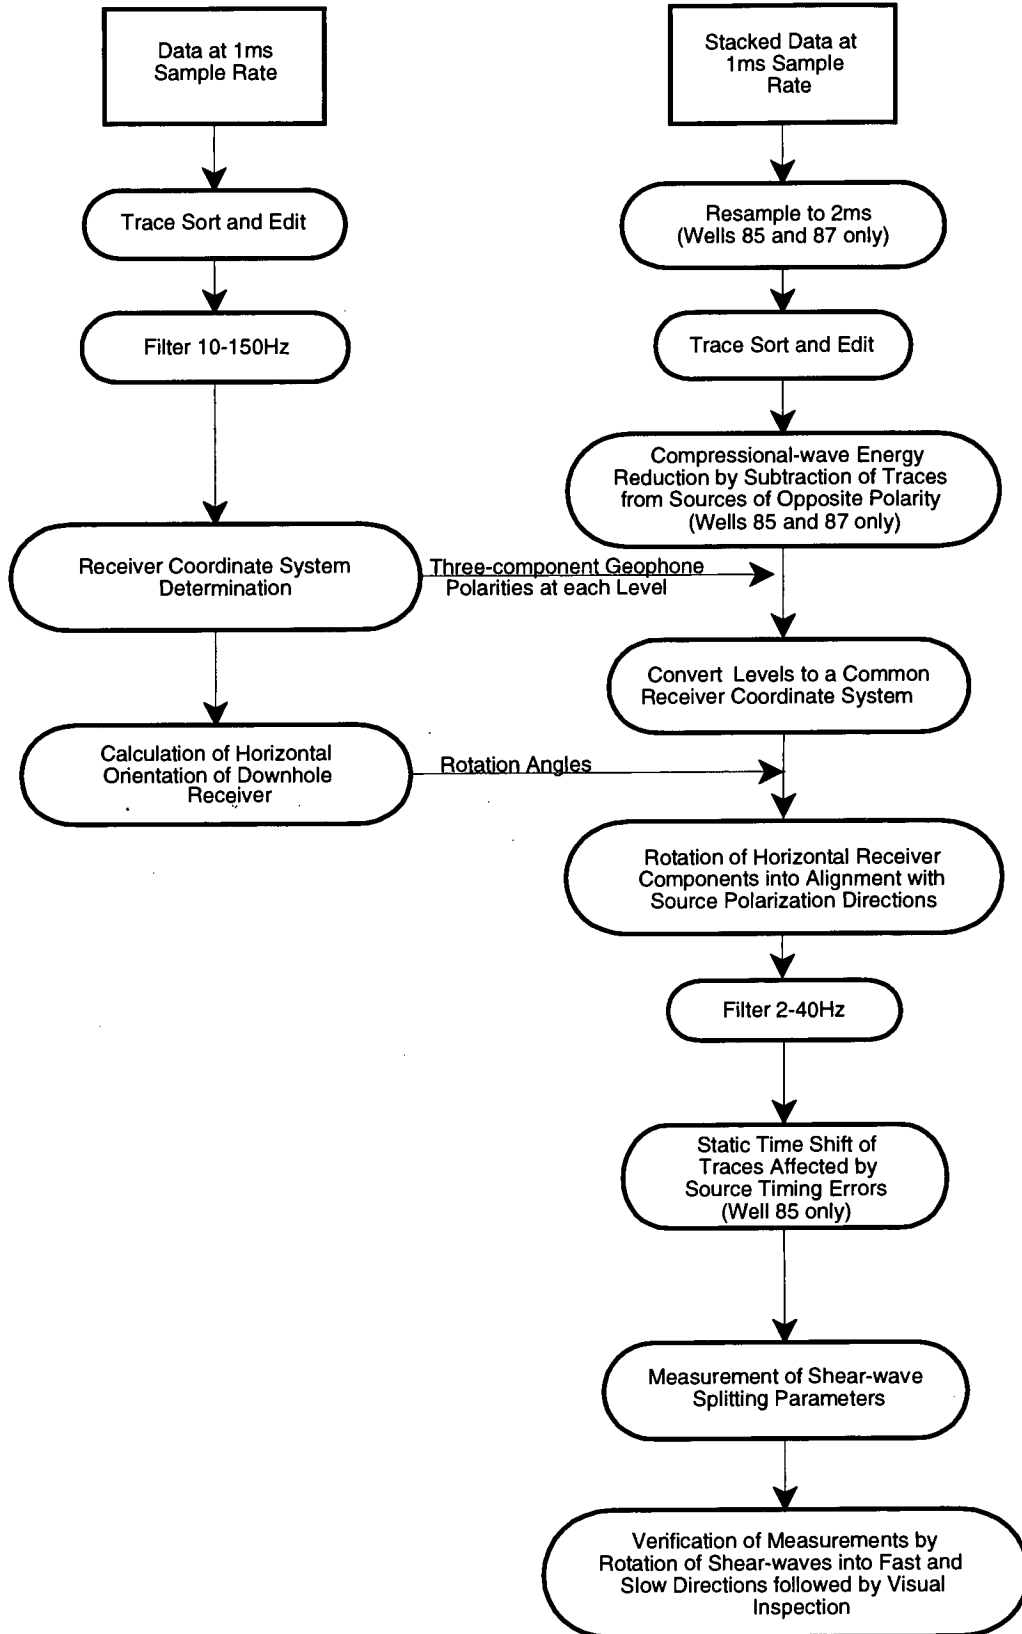 Data at 1ms
Sample Rate
Trace Sort and Edit
Filter 10-150Hz
Receiver Coordinate System
Determination
Three-component Geophone
Polarities at each Level
Calculation of Horizontal
Orientation of Downhole
Receiver
Rotation Angles
Stacked Data at
1ms Sample
Rate
Resample to 2ms
(Wells 85 and 87 only)
Trace Sort and Edit
Compressional-wave Energy
Reduction by Subtraction of Traces
from Sources of Opposite Polarity
(Wells 85 and 87 only)
Convert Levels to a Common
Receiver Coordinate System
Rotation of Horizontal Receiver
Components into Alignment with
Source Polarization Directions
Filter 2-40Hz
Static Time Shift of
Traces Affected by
Source Timing Errors
(Well 85 only)
Measurement of Shear-wave
Splitting Parameters
Verification of Measurements by
Rotation of Shear-waves into Fast and
Slow Directions followed by Visual
Inspection